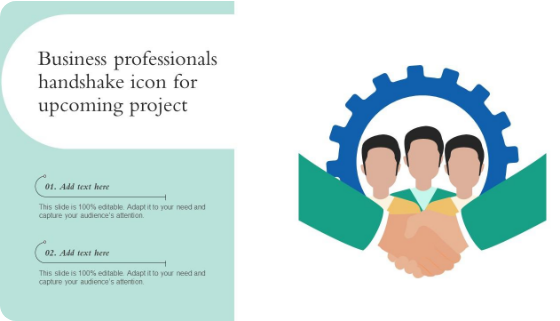 Business professionals
handshake icon for
upcoming project
01. Add text here
This slide is 100% editable. Adapt it to your need and
capture your audience's attention.
02. Add text here
This slide is 100% editable. Adapt it to your need and
capture your audience's attention.